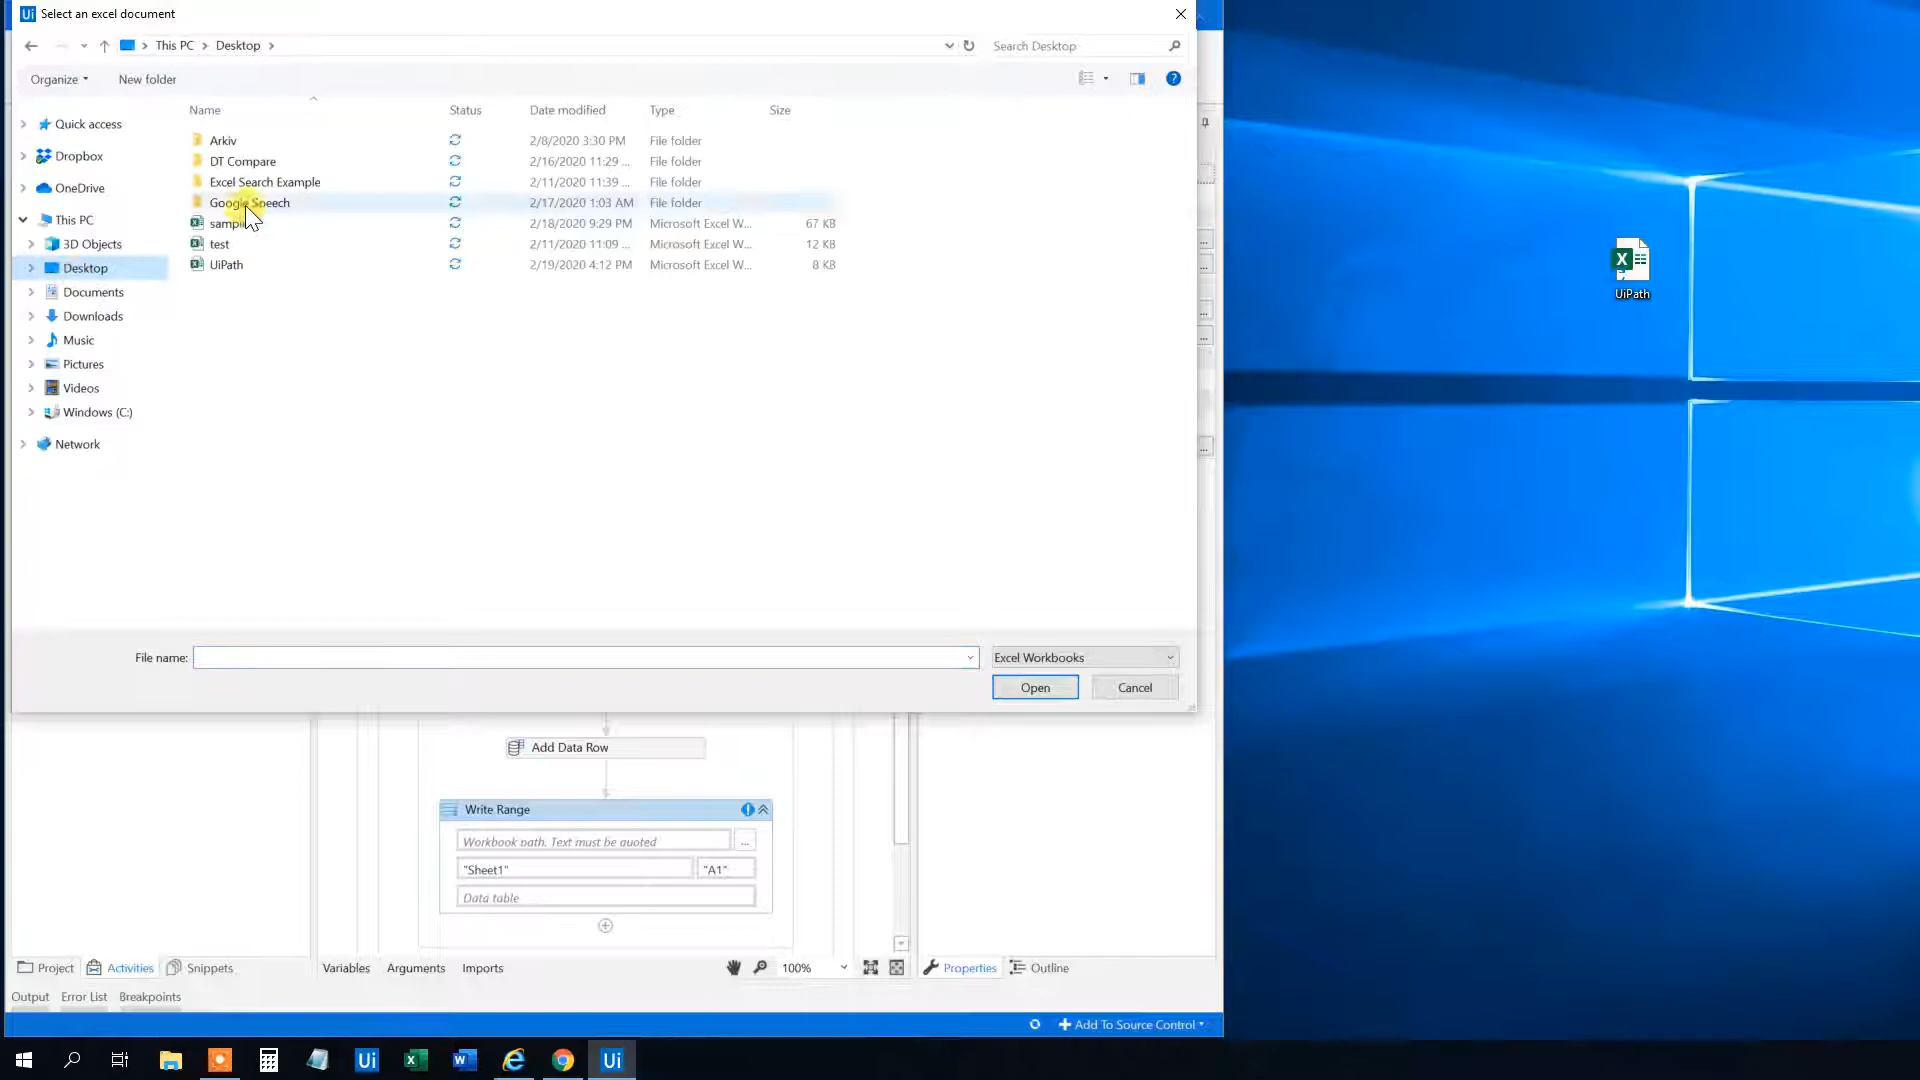 Ui Select an excel document
This PC Desktop
Search Desktop
Organize New folder
Name Status Date modified Type Size
Quick access
Dropbox
OneDrive
This PC
3D Objects
Desktop
Documents
Downloads
Music
Pictures
Videos
Windows (C:)
Network
Arkiv 2/8/2020 3:30 PM File folder
DT Compare 2/16/2020 11:29 ... File folder
Excel Search Example 2/11/2020 11:39 ... File folder
Google Speech 2/17/2020 1:03 AM File folder
2/18/2020 9:29 PM Microsoft Excel W... 67 KB
test 2/11/2020 11:09 ... Microsoft Excel W... 12 KB
UiPath 2/19/2020 4:12 PM Microsoft Excel W... 8 KB
UiPath
File name:
Excel Workbooks
Open Cancel
Add Data Row
Write Range
Workbook path. Text must be quoted ...
"Sheet1" "A1"
Data table
Project Activities Snippets
Variables Arguments Imports 100%
Properties Outline
Output Error List Breakpoints
Add To Source Control
Ui Ui